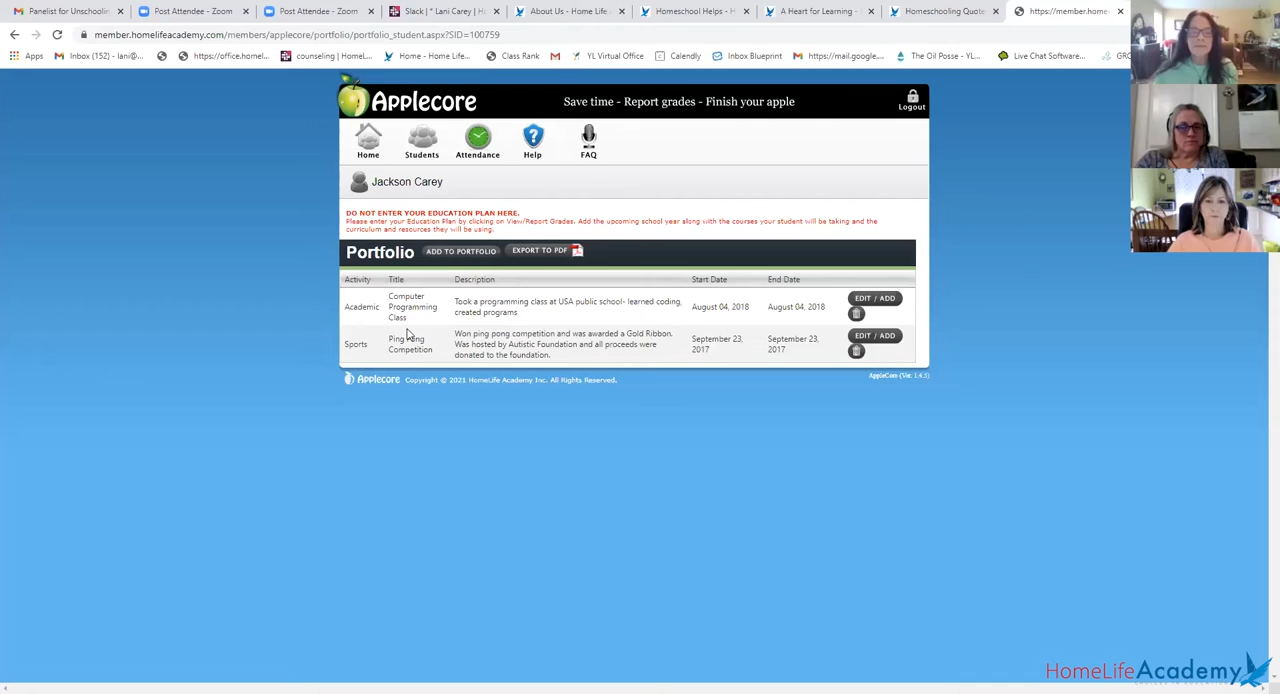 Panelist for Unschoolin
Post Attendee - Zoom
Post Attendee - Zoom
Slack | * Lani Carey | H
About Us - Home Life A
Homeschool Helps - H
A Heart for Learning -
Homeschooling Quote
https://member.home
member.homelifeacademy.com/members/applecore/portfolio/portfolio_student.aspx?SID=100759
Apps
Inbox (152) - lani@...
https://office.homel...
counseling | HomeL...
Home - Home Life...
Class Rank
YL Virtual Office
Calendly
Inbox Blueprint
https://mail.google....
The Oil Posse - YL...
Live Chat Software...
GRO
Applecore
Save time - Report grades - Finish your apple
Logout
Home
Students
Attendance
Help
FAQ
Jackson Carey
DO NOT ENTER YOUR EDUCATION PLAN HERE.
Please enter your Education Plan by clicking on View/Report Grades. Add the upcoming school year along with the courses your student will be taking and the
curriculum and resources they will be using.
Portfolio
ADD TO PORTFOLIO
EXPORT TO PDF
Activity
Title
Description
Start Date
End Date
Academic
Computer
Programming
Class
Took a programming class at USA public school- learned coding,
created programs
August 04, 2018
August 04, 2018
EDIT / ADD
Sports
Competition
Won ping pong competition and was awarded a Gold Ribbon.
Was hosted by Autistic Foundation and all proceeds were
donated to the foundation.
September 23,
2017
September 23,
2017
EDIT / ADD
Applecore
Copyright © 2021 HomeLife Academy Inc. All Rights Reserved.
AppleCore (Ver. 1.4.5)
HomeLifeAcademy